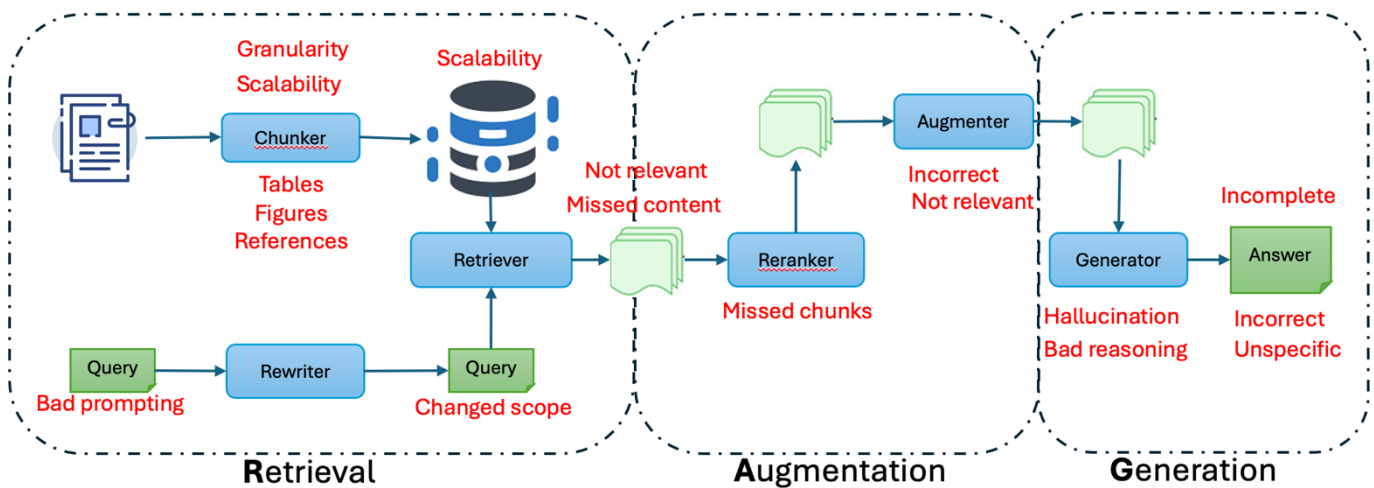 Granularity
Scalability
Scalability
Chunker
Tables
Figures
References
Not relevant
Missed content
Retriever
Query
Bad prompting
Rewriter
Query
Changed scope
Retrieval
Reranker
Missed chunks
Augmenter
Incorrect
Not relevant
Augmentation
Generator
Hallucination
Bad reasoning
Incomplete
Answer
Incorrect
Unspecific
Generation